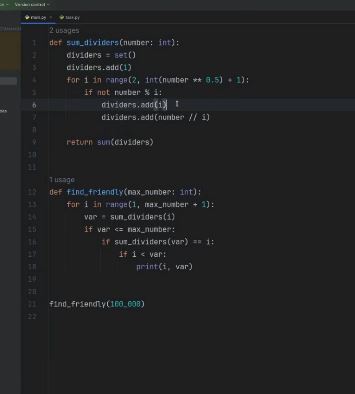 Version control
main.py
task.py
2 usages
1 def sum_dividers(number: int):
2 dividers = set()
3 dividers.add(1)
4 for i in range(2, int(number ** 0.5) + 1):
5 if not number % i:
6 dividers.add(i)
7 dividers.add(number // i)
8
9 return sum(dividers)
10
11
1 usage
12 def find_friendly(max_number: int):
13 for i in range(1, max_number + 1):
14 var = sum_dividers(i)
15 if var <= max_number:
16 if sum_dividers(var) == i:
17 if i < var:
18 print(i, var)
19
20
21 find_friendly(100_000)
22